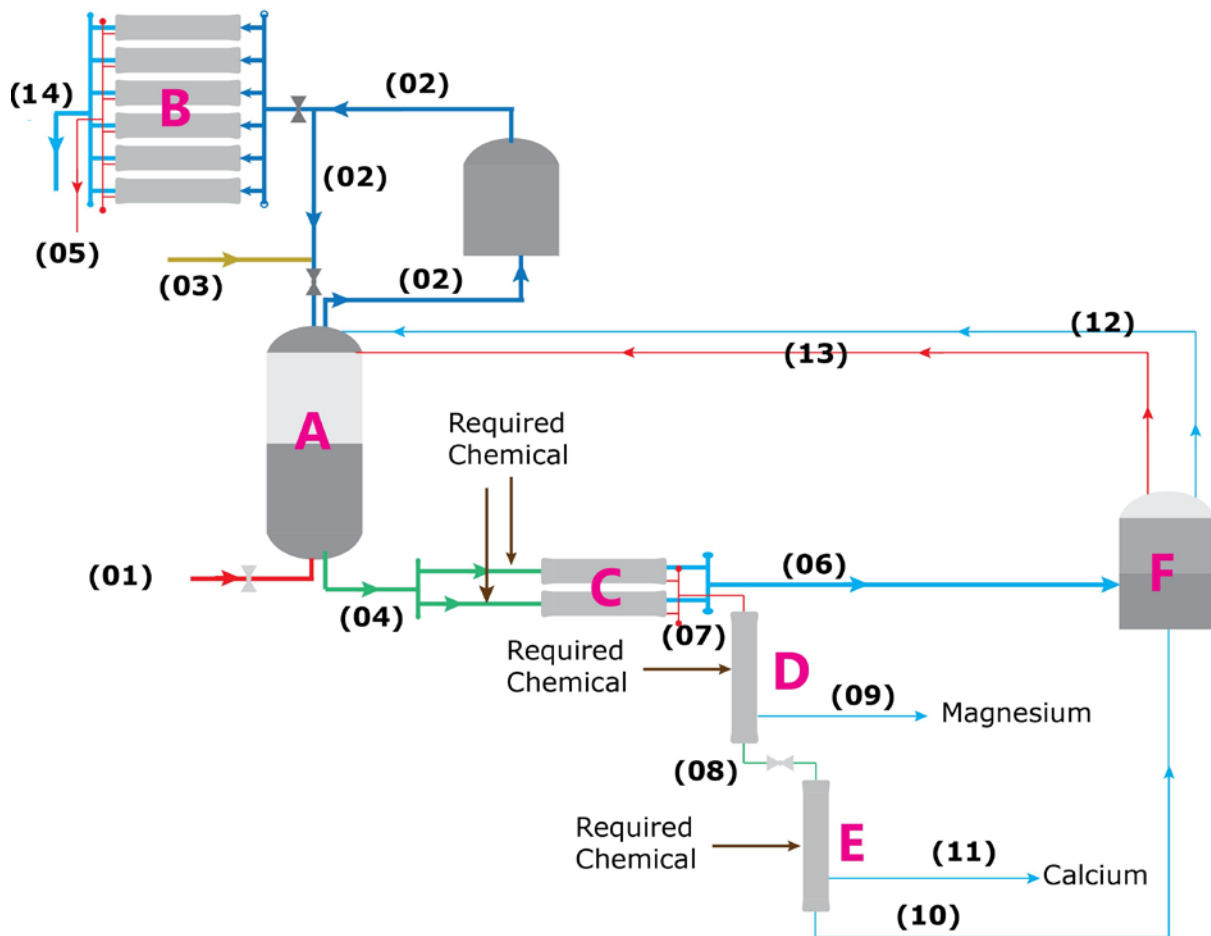 (02)
(14)
B
(02)
(05)
(03)
(02)
(12)
(13)
A
Required
Chemical
(01)
(04)
C
(06)
F
(07)
Required
Chemical
D
(09)
Magnesium
(08)
Required
Chemical
E
(11)
Calcium
(10)